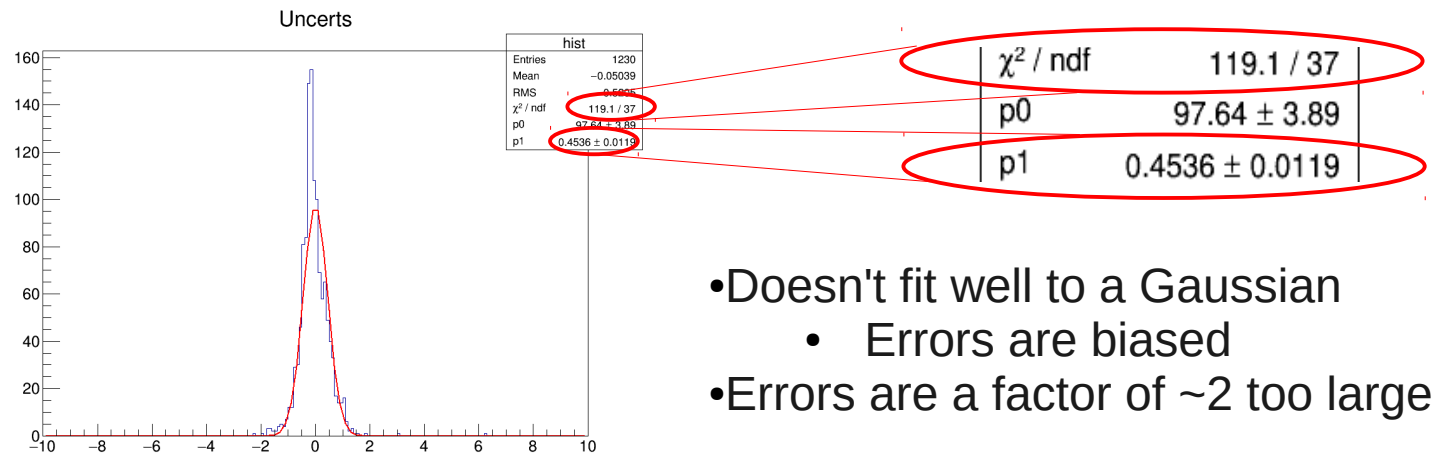 Uncerts
hist
Entries 1230
Mean −0.05039
RMS
χ² / ndf 119.1 / 37
p0 97.64 ± 3.89
p1 0.4536 ± 0.0119
160
140
120
100
80
60
40
20
0
−10 −8 −6 −4 −2 0 2 4 6 8 10
χ² / ndf 119.1 / 37
p0 97.64 ± 3.89
p1 0.4536 ± 0.0119
•Doesn't fit well to a Gaussian
• Errors are biased
•Errors are a factor of ~2 too large